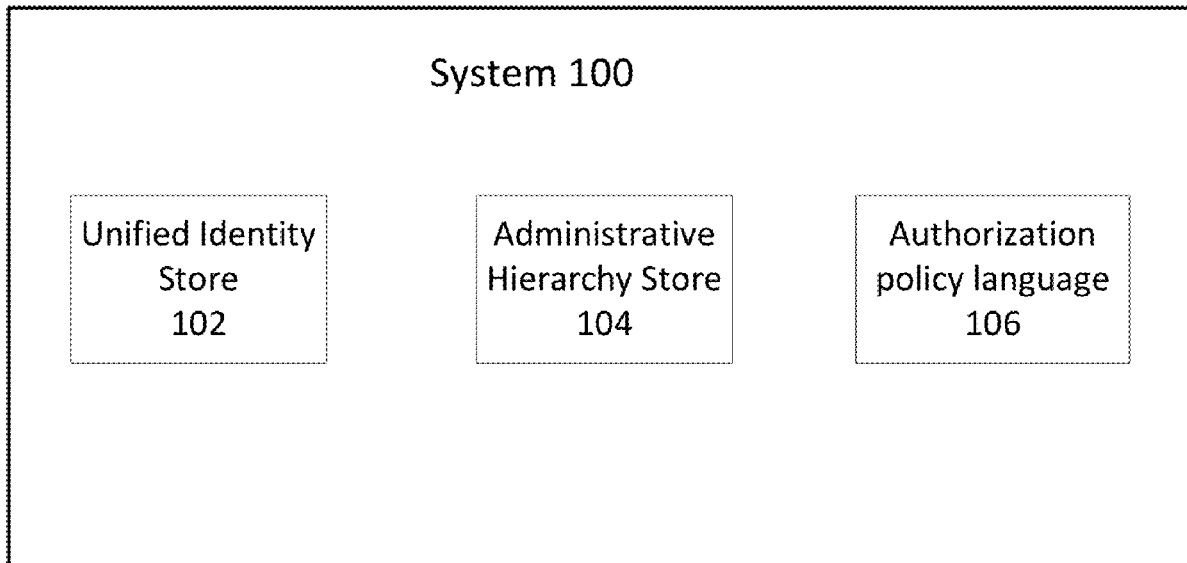 System 100
Unified Identity
Store
102
Administrative
Hierarchy Store
104
Authorization
policy language
106